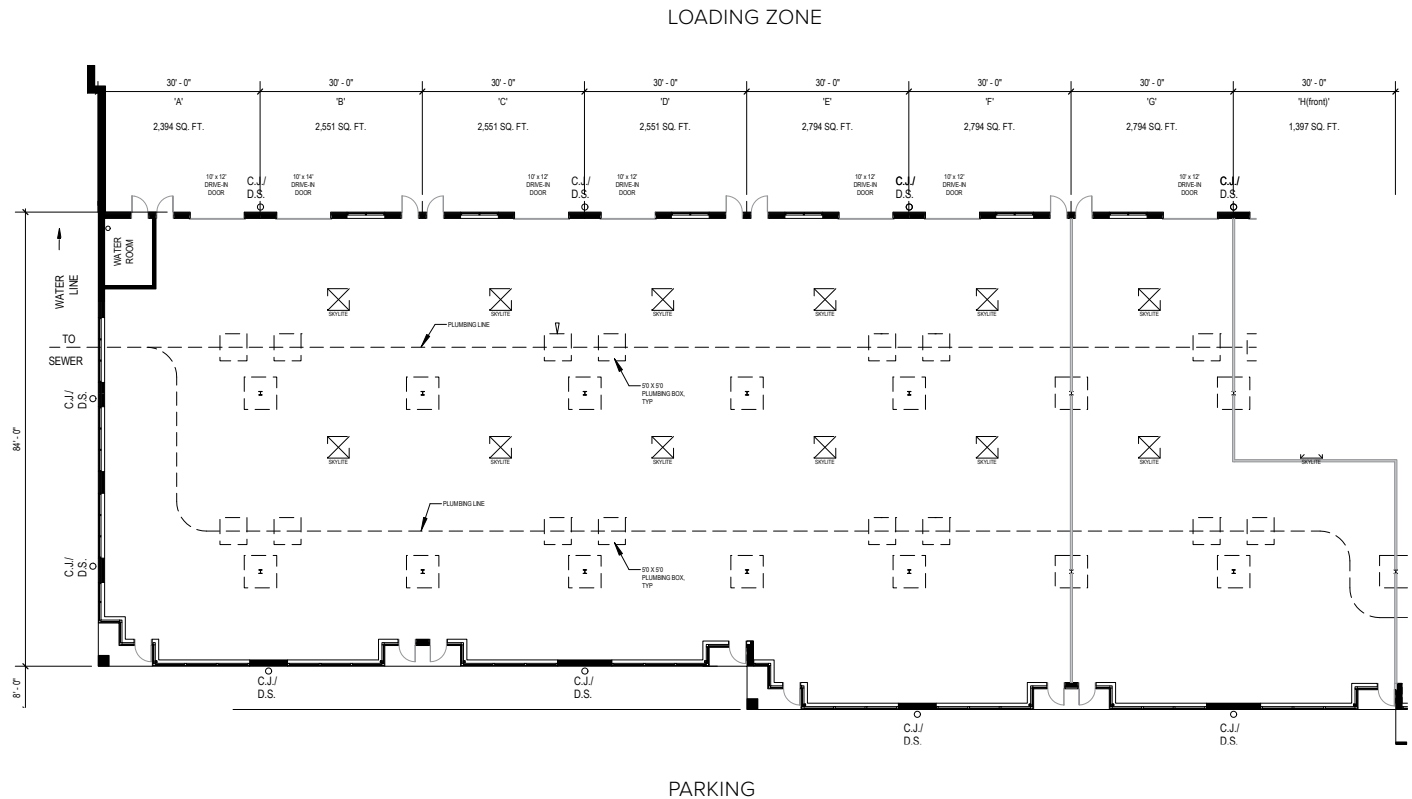 LOADING ZONE
30' - 0" 30' - 0" 30' - 0" 30' - 0" 30' - 0" 30' - 0" 30' - 0" 30' - 0"
'A' 'B' 'C' 'D' 'E' 'F' 'G' 'H(front)'
2,394 SQ. FT. 2,551 SQ. FT. 2,551 SQ. FT. 2,551 SQ. FT. 2,794 SQ. FT. 2,794 SQ. FT. 2,794 SQ. FT. 1,397 SQ. FT.
10' x 12'
DRIVE-IN
DOOR
C.J./
D.S.
10' x 14'
DRIVE-IN
DOOR
10' x 12'
DRIVE-IN
DOOR
C.J./
D.S.
10' x 12'
DRIVE-IN
DOOR
10' x 12'
DRIVE-IN
DOOR
C.J./
D.S.
10' x 12'
DRIVE-IN
DOOR
10' x 12'
DRIVE-IN
DOOR
C.J./
D.S.
WATER
ROOM
WATER
LINE
SKYLITE SKYLITE SKYLITE SKYLITE SKYLITE SKYLITE
PLUMBING LINE
TO
SEWER
5'0 X 5'0
PLUMBING BOX,
TYP
C.J./
D.S.
84' - 0"
SKYLITE SKYLITE SKYLITE SKYLITE SKYLITE SKYLITE SKYLITE
PLUMBING LINE
C.J./
D.S.
5'0 X 5'0
PLUMBING BOX,
TYP
8' - 0"
C.J./
D.S.
C.J./
D.S.
C.J./
D.S.
C.J./
D.S.
PARKING